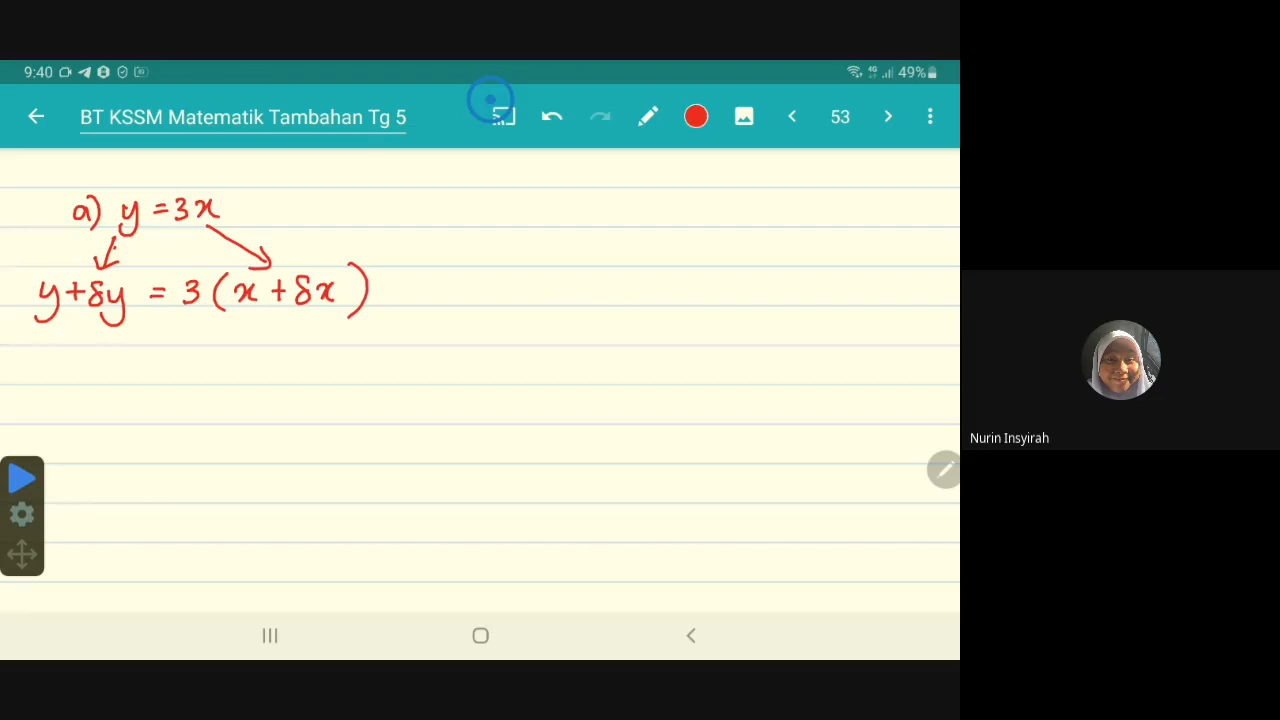 9:40
49%
BT KSSM Matematik Tambahan Tg 5
53
a) y = 3x
y+δy = 3(x+δx)
Nurin Insyirah